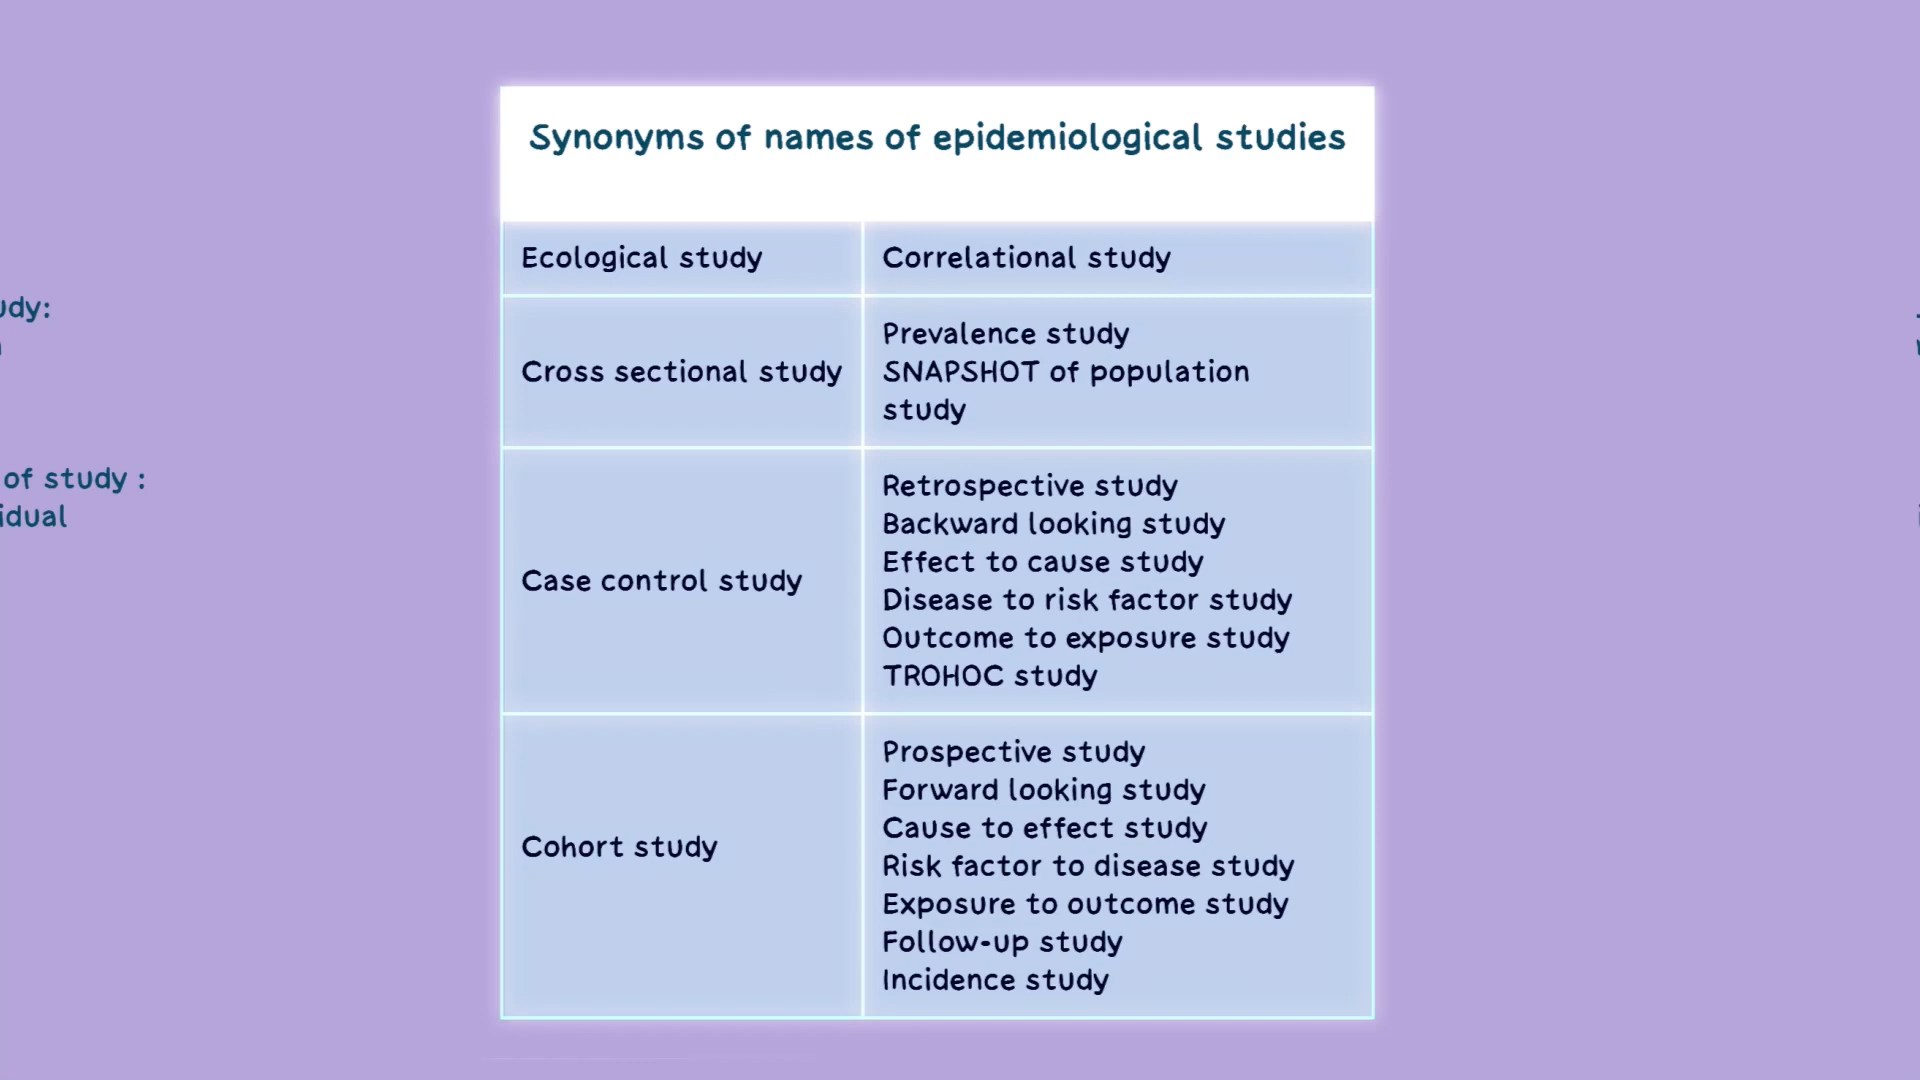 Synonyms of names of epidemiological studies
Ecological study
Correlational study
Cross sectional study
Prevalence study
SNAPSHOT of population
study
Case control study
Retrospective study
Backward looking study
Effect to cause study
Disease to risk factor study
Outcome to exposure study
TROHOC study
Cohort study
Prospective study
Forward looking study
Cause to effect study
Risk factor to disease study
Exposure to outcome study
Follow-up study
Incidence study
of study :